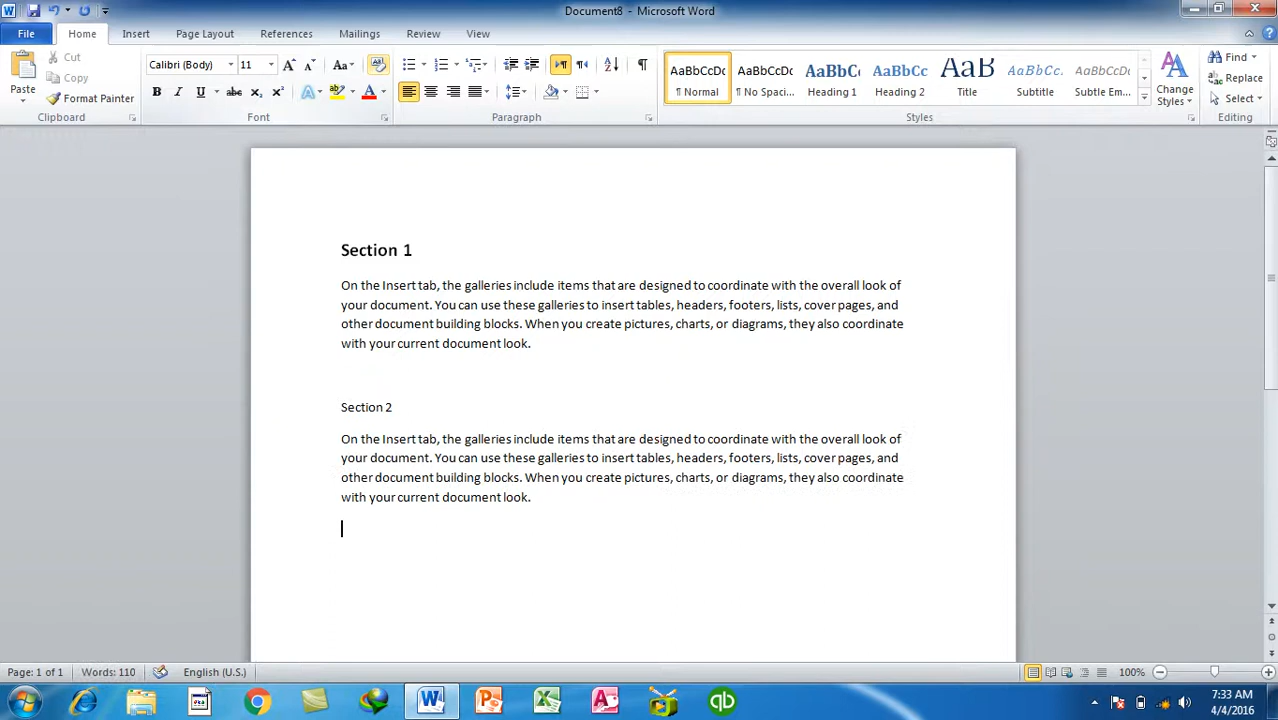 Document8 - Microsoft Word
File Home Insert Page Layout References Mailings Review View
Paste
Cut
Copy
Format Painter
Clipboard
Calibri (Body) 11
Font
Paragraph
AaBbCcDc AaBbCcDc AaBbCc AaBbCc AaB AaBbCc. AaBbCcDc
¶ Normal ¶ No Spaci... Heading 1 Heading 2 Title Subtitle Subtle Em...
Change
Styles
Styles
Find
Replace
Select
Editing
Section 1
On the Insert tab, the galleries include items that are designed to coordinate with the overall look of
your document. You can use these galleries to insert tables, headers, footers, lists, cover pages, and
other document building blocks. When you create pictures, charts, or diagrams, they also coordinate
with your current document look.
Section 2
On the Insert tab, the galleries include items that are designed to coordinate with the overall look of
your document. You can use these galleries to insert tables, headers, footers, lists, cover pages, and
other document building blocks. When you create pictures, charts, or diagrams, they also coordinate
with your current document look.
Page: 1 of 1 Words: 110 English (U.S.) 100%
7:33 AM
4/4/2016